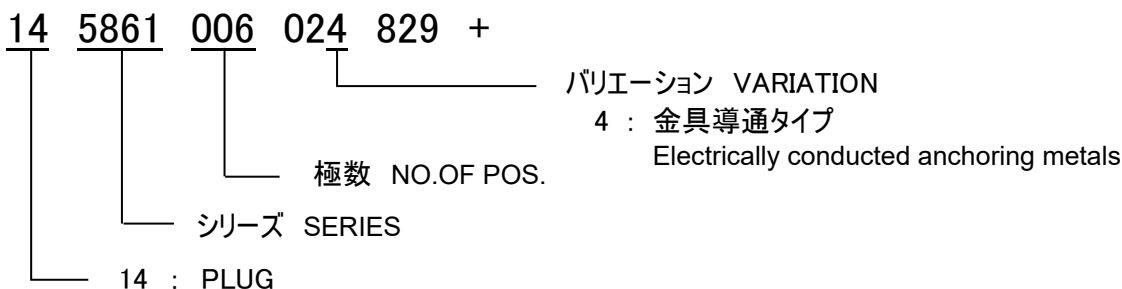 14 5861 006 024 829 +
バリエーション VARIATION
4 : 金具導通タイプ
Electrically conducted anchoring metals
極数 NO.OF POS.
シリーズ SERIES
14 : PLUG